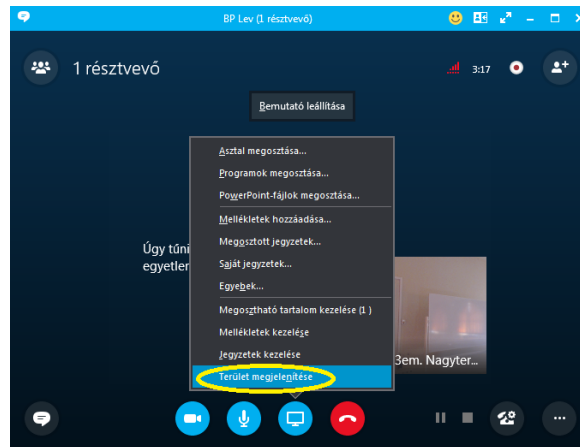 BP Lev (1 résztvevő)
1 résztvevő
3:17
Bemutató leállítása
Asztal megosztása...
Programok megosztása...
PowerPoint-fájlok megosztása...
Mellékletek hozzáadása...
Megosztott jegyzetek...
Saját jegyzetek...
Egyebek...
Úgy tűni
egyetler
Megosztható tartalom kezelése (1 )
Mellékletek kezelése
Jegyzetek kezelése
Terület megjelenítése
3em. Nagyter...